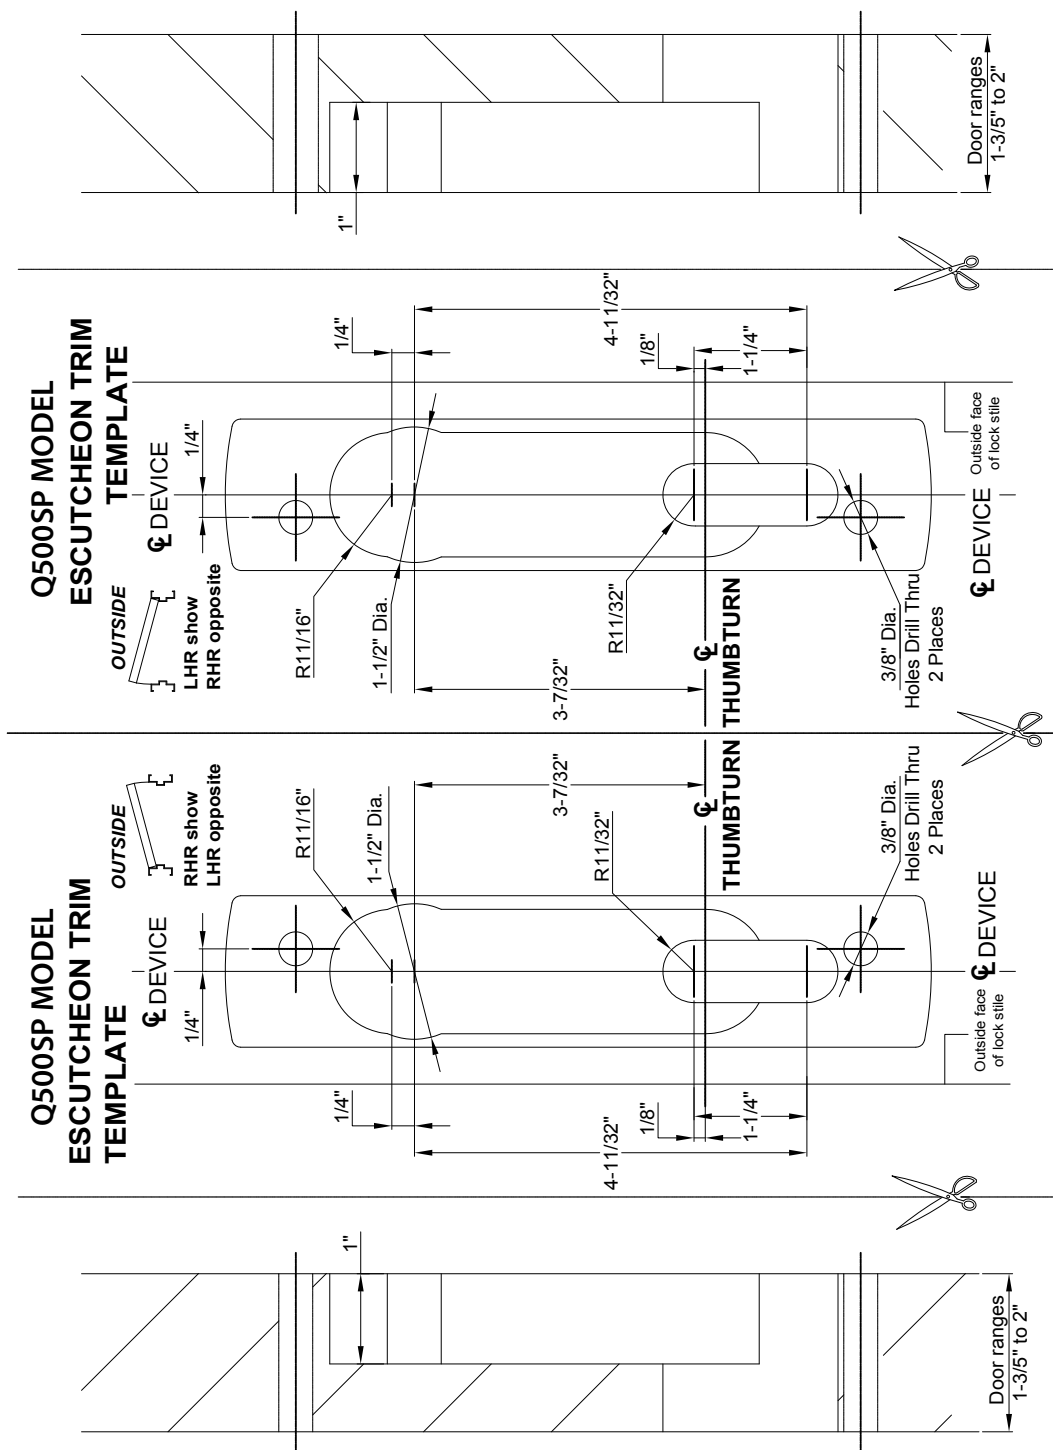 Door ranges
1-3/5" to 2"
1"
Q500SP MODEL
ESCUTCHEON TRIM
TEMPLATE
OUTSIDE
LHR show
RHR opposite
℄ DEVICE
1/4"
1/4"
R11/16"
1-1/2" Dia.
3-7/32"
4-11/32"
1/8"
1-1/4"
R11/32"
℄
THUMBTURN
3/8" Dia.
Holes Drill Thru
2 Places
Outside face
of lock stile
℄ DEVICE
Q500SP MODEL
ESCUTCHEON TRIM
TEMPLATE
OUTSIDE
RHR show
LHR opposite
℄ DEVICE
1/4"
1/4"
R11/16"
1-1/2" Dia.
3-7/32"
4-11/32"
1/8"
1-1/4"
R11/32"
℄
THUMBTURN
3/8" Dia.
Holes Drill Thru
2 Places
Outside face
of lock stile
℄ DEVICE
1"
Door ranges
1-3/5" to 2"